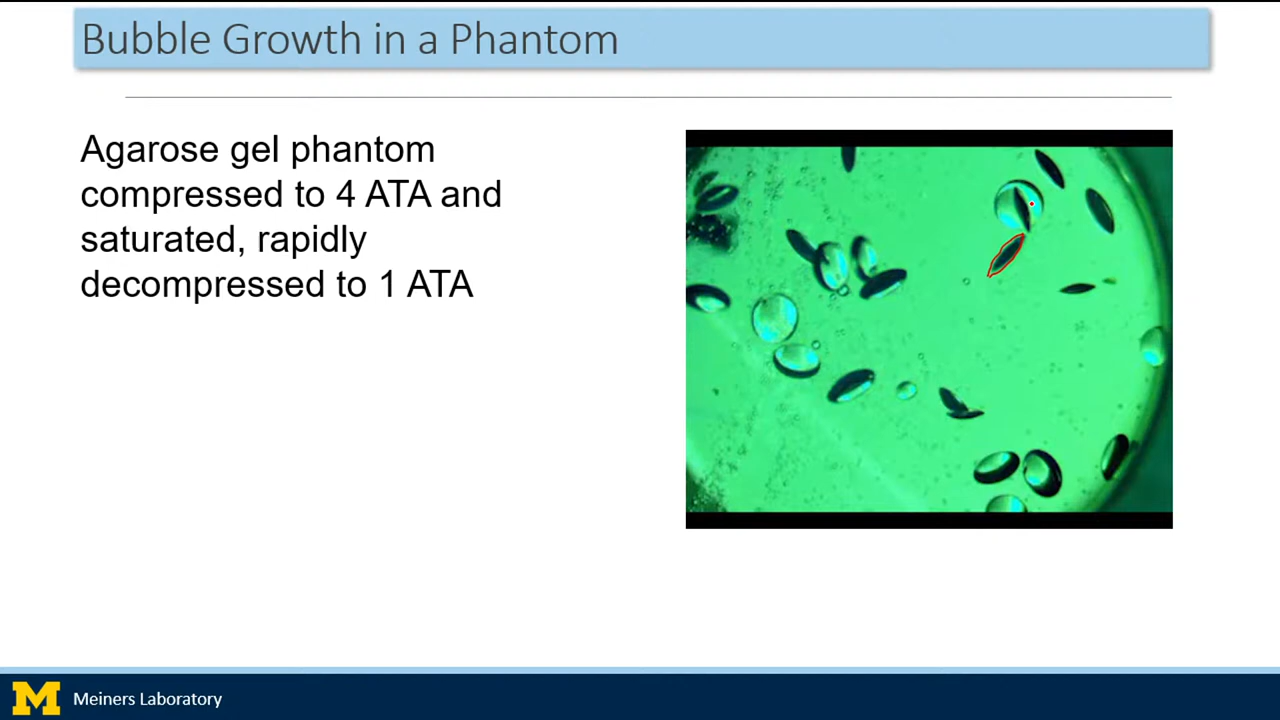 Bubble Growth in a Phantom
Agarose gel phantom
compressed to 4 ATA and
saturated, rapidly
decompressed to 1 ATA
M
Meiners Laboratory